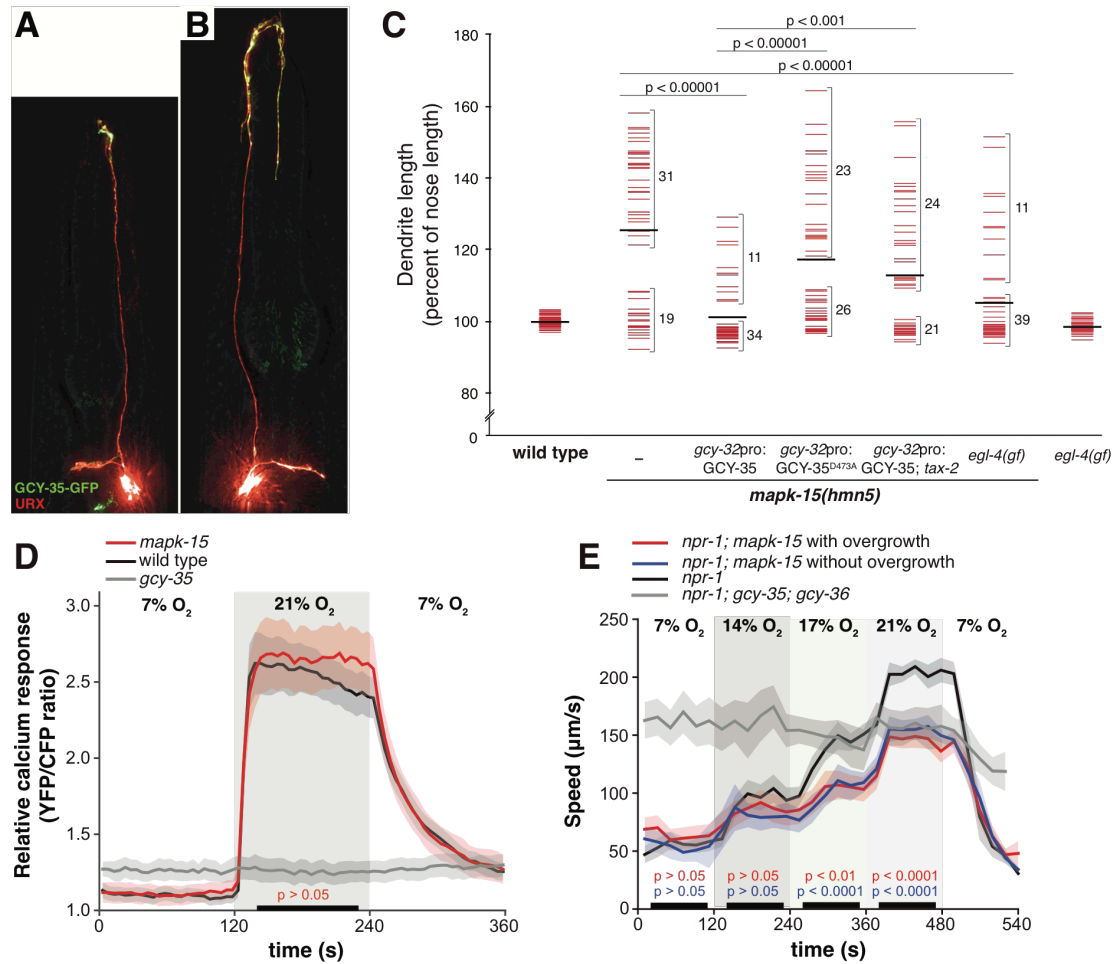 A
B
GCY-35-GFP
URX
C
Dendrite length
(percent of nose length)
180
160
140
120
100
80
0
p < 0.001
p < 0.00001
p < 0.00001
p < 0.00001
31
19
11
34
23
26
24
21
11
39
wild type
–
gcy-32pro:
GCY-35
gcy-32pro:
GCY-35D473A
gcy-32pro:
GCY-35; tax-2
egl-4(gf)
egl-4(gf)
mapk-15(hmn5)
D
mapk-15
wild type
gcy-35
Relative calcium response
(YFP/CFP ratio)
3.0
2.5
2.0
1.5
1.0
7% O2
21% O2
7% O2
p > 0.05
0
120
240
360
time (s)
E
npr-1; mapk-15 with overgrowth
npr-1; mapk-15 without overgrowth
npr-1
npr-1; gcy-35; gcy-36
Speed (μm/s)
250
200
150
100
50
0
7% O2
14% O2
17% O2
21% O2
7% O2
p > 0.05
p > 0.05
p < 0.01
p < 0.0001
p > 0.05
p > 0.05
p < 0.0001
p < 0.0001
0
120
240
360
480
540
time (s)